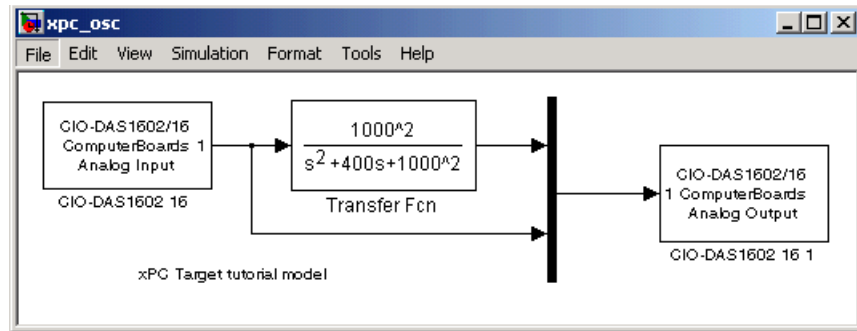 xpc_osc
File Edit View Simulation Format Tools Help
CIO-DAS1602/16
ComputerBoards 1
Analog Input
CIO-DAS1602 16
1000^2
s2+400s+1000^2
Transfer Fcn
CIO-DAS1602/16
1 ComputerBoards
Analog Output
CIO-DAS1602 16 1
xPC Target tutorial model